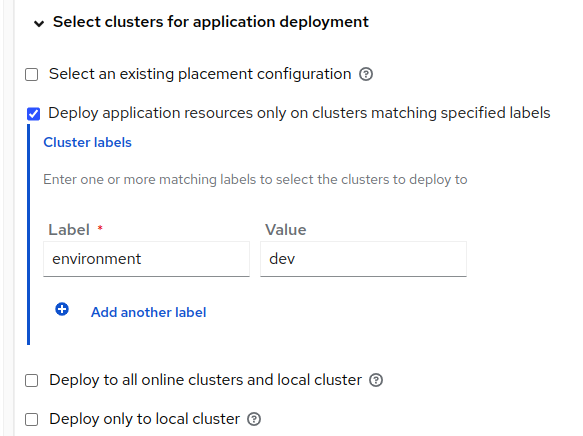 Select clusters for application deployment
Select an existing placement configuration
Deploy application resources only on clusters matching specified labels
Cluster labels
Enter one or more matching labels to select the clusters to deploy to
Label * Value
environment dev
Add another label
Deploy to all online clusters and local cluster
Deploy only to local cluster